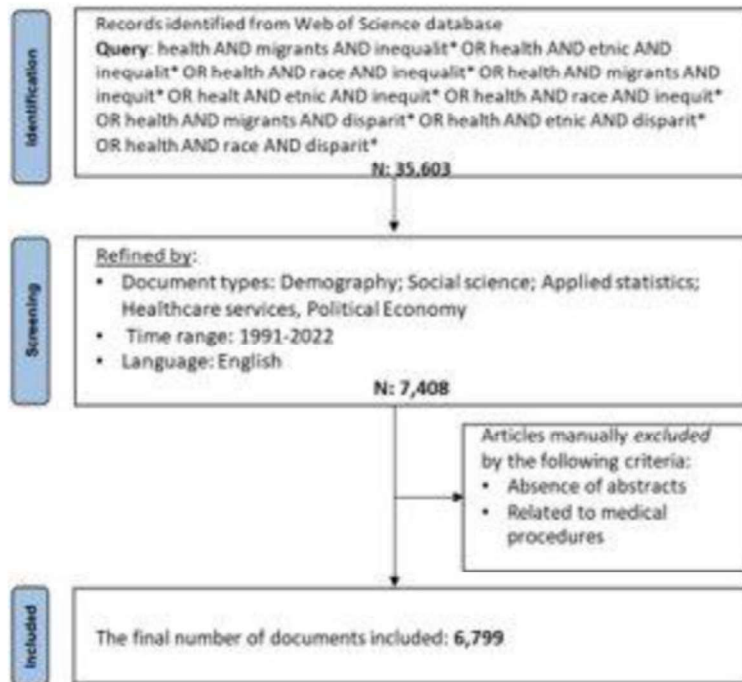 Identification
Records identified from Web of Science database
Query: health AND migrants AND inequalit* OR health AND etnic AND
inequalit* OR health AND race AND inequalit* OR health AND migrants AND
inequit* OR healt AND etnic AND inequit* OR health AND race AND inequit*
OR health AND migrants AND disparit* OR health AND etnic AND disparit*
OR health AND race AND disparit*
N: 35,603
Screening
Refined by:
• Document types: Demography; Social science; Applied statistics;
Healthcare services, Political Economy
• Time range: 1991-2022
• Language: English
N: 7,408
Articles manually excluded
by the following criteria:
• Absence of abstracts
• Related to medical
procedures
Included
The final number of documents included: 6,799